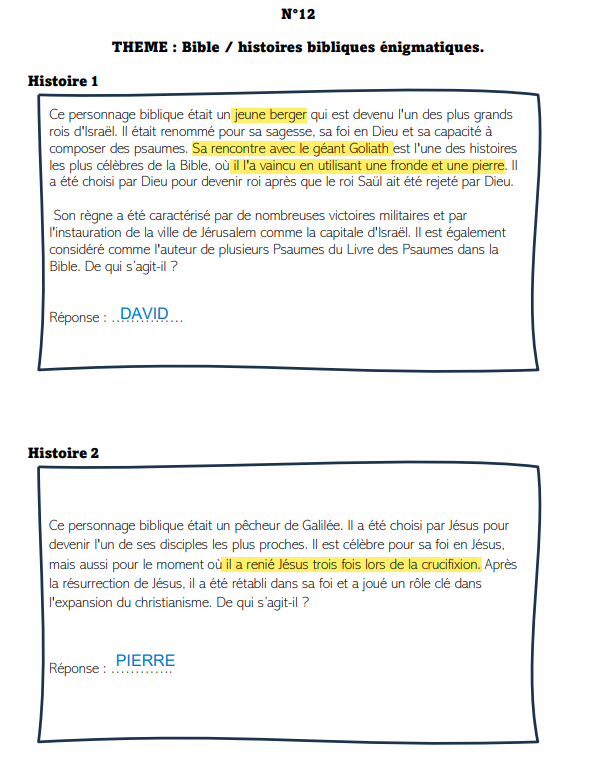 N°12
THEME : Bible / histoires bibliques énigmatiques.
Histoire 1
Ce personnage biblique était un jeune berger qui est devenu l'un des plus grands
rois d'Israël. Il était renommé pour sa sagesse, sa foi en Dieu et sa capacité à
composer des psaumes. Sa rencontre avec le géant Goliath est l'une des histoires
les plus célèbres de la Bible, où il l'a vaincu en utilisant une fronde et une pierre. Il
a été choisi par Dieu pour devenir roi après que le roi Saül ait été rejeté par Dieu.
Son règne a été caractérisé par de nombreuses victoires militaires et par
l'instauration de la ville de Jérusalem comme la capitale d'Israël. Il est également
considéré comme l'auteur de plusieurs Psaumes du Livre des Psaumes dans la
Bible. De qui s'agit-il ?
Réponse : ...DAVID...
Histoire 2
Ce personnage biblique était un pêcheur de Galilée. Il a été choisi par Jésus pour
devenir l'un de ses disciples les plus proches. Il est célèbre pour sa foi en Jésus,
mais aussi pour le moment où il a renié Jésus trois fois lors de la crucifixion. Après
la résurrection de Jésus, il a été rétabli dans sa foi et a joué un rôle clé dans
l'expansion du christianisme. De qui s'agit-il ?
Réponse : PIERRE